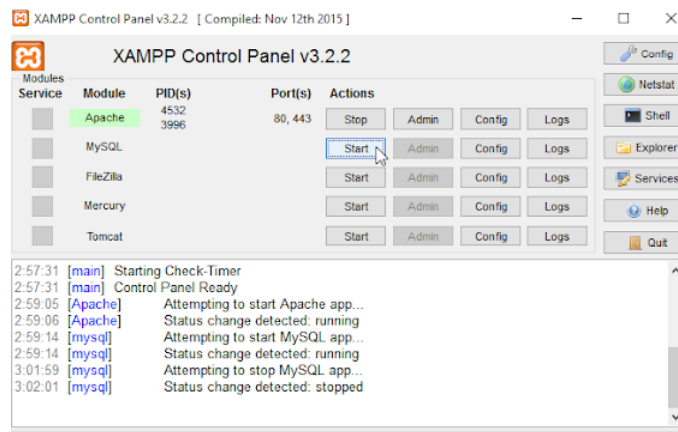 XAMPP Control Panel v3.2.2 [ Compiled: Nov 12th 2015 ]
XAMPP Control Panel v3.2.2
Config
Modules
Service Module PID(s) Port(s) Actions
Netstat
Apache 4532 3996 80, 443 Stop Admin Config Logs
Shell
MySQL Start Admin Config Logs
Explorer
FileZilla Start Admin Config Logs
Services
Mercury Start Admin Config Logs
Help
Tomcat Start Admin Config Logs
Quit
2:57:31 [main] Starting Check-Timer
2:57:31 [main] Control Panel Ready
2:59:05 [Apache] Attempting to start Apache app...
2:59:06 [Apache] Status change detected: running
2:59:14 [mysql] Attempting to start MySQL app...
2:59:14 [mysql] Status change detected: running
3:01:59 [mysql] Attempting to stop MySQL app...
3:02:01 [mysql] Status change detected: stopped